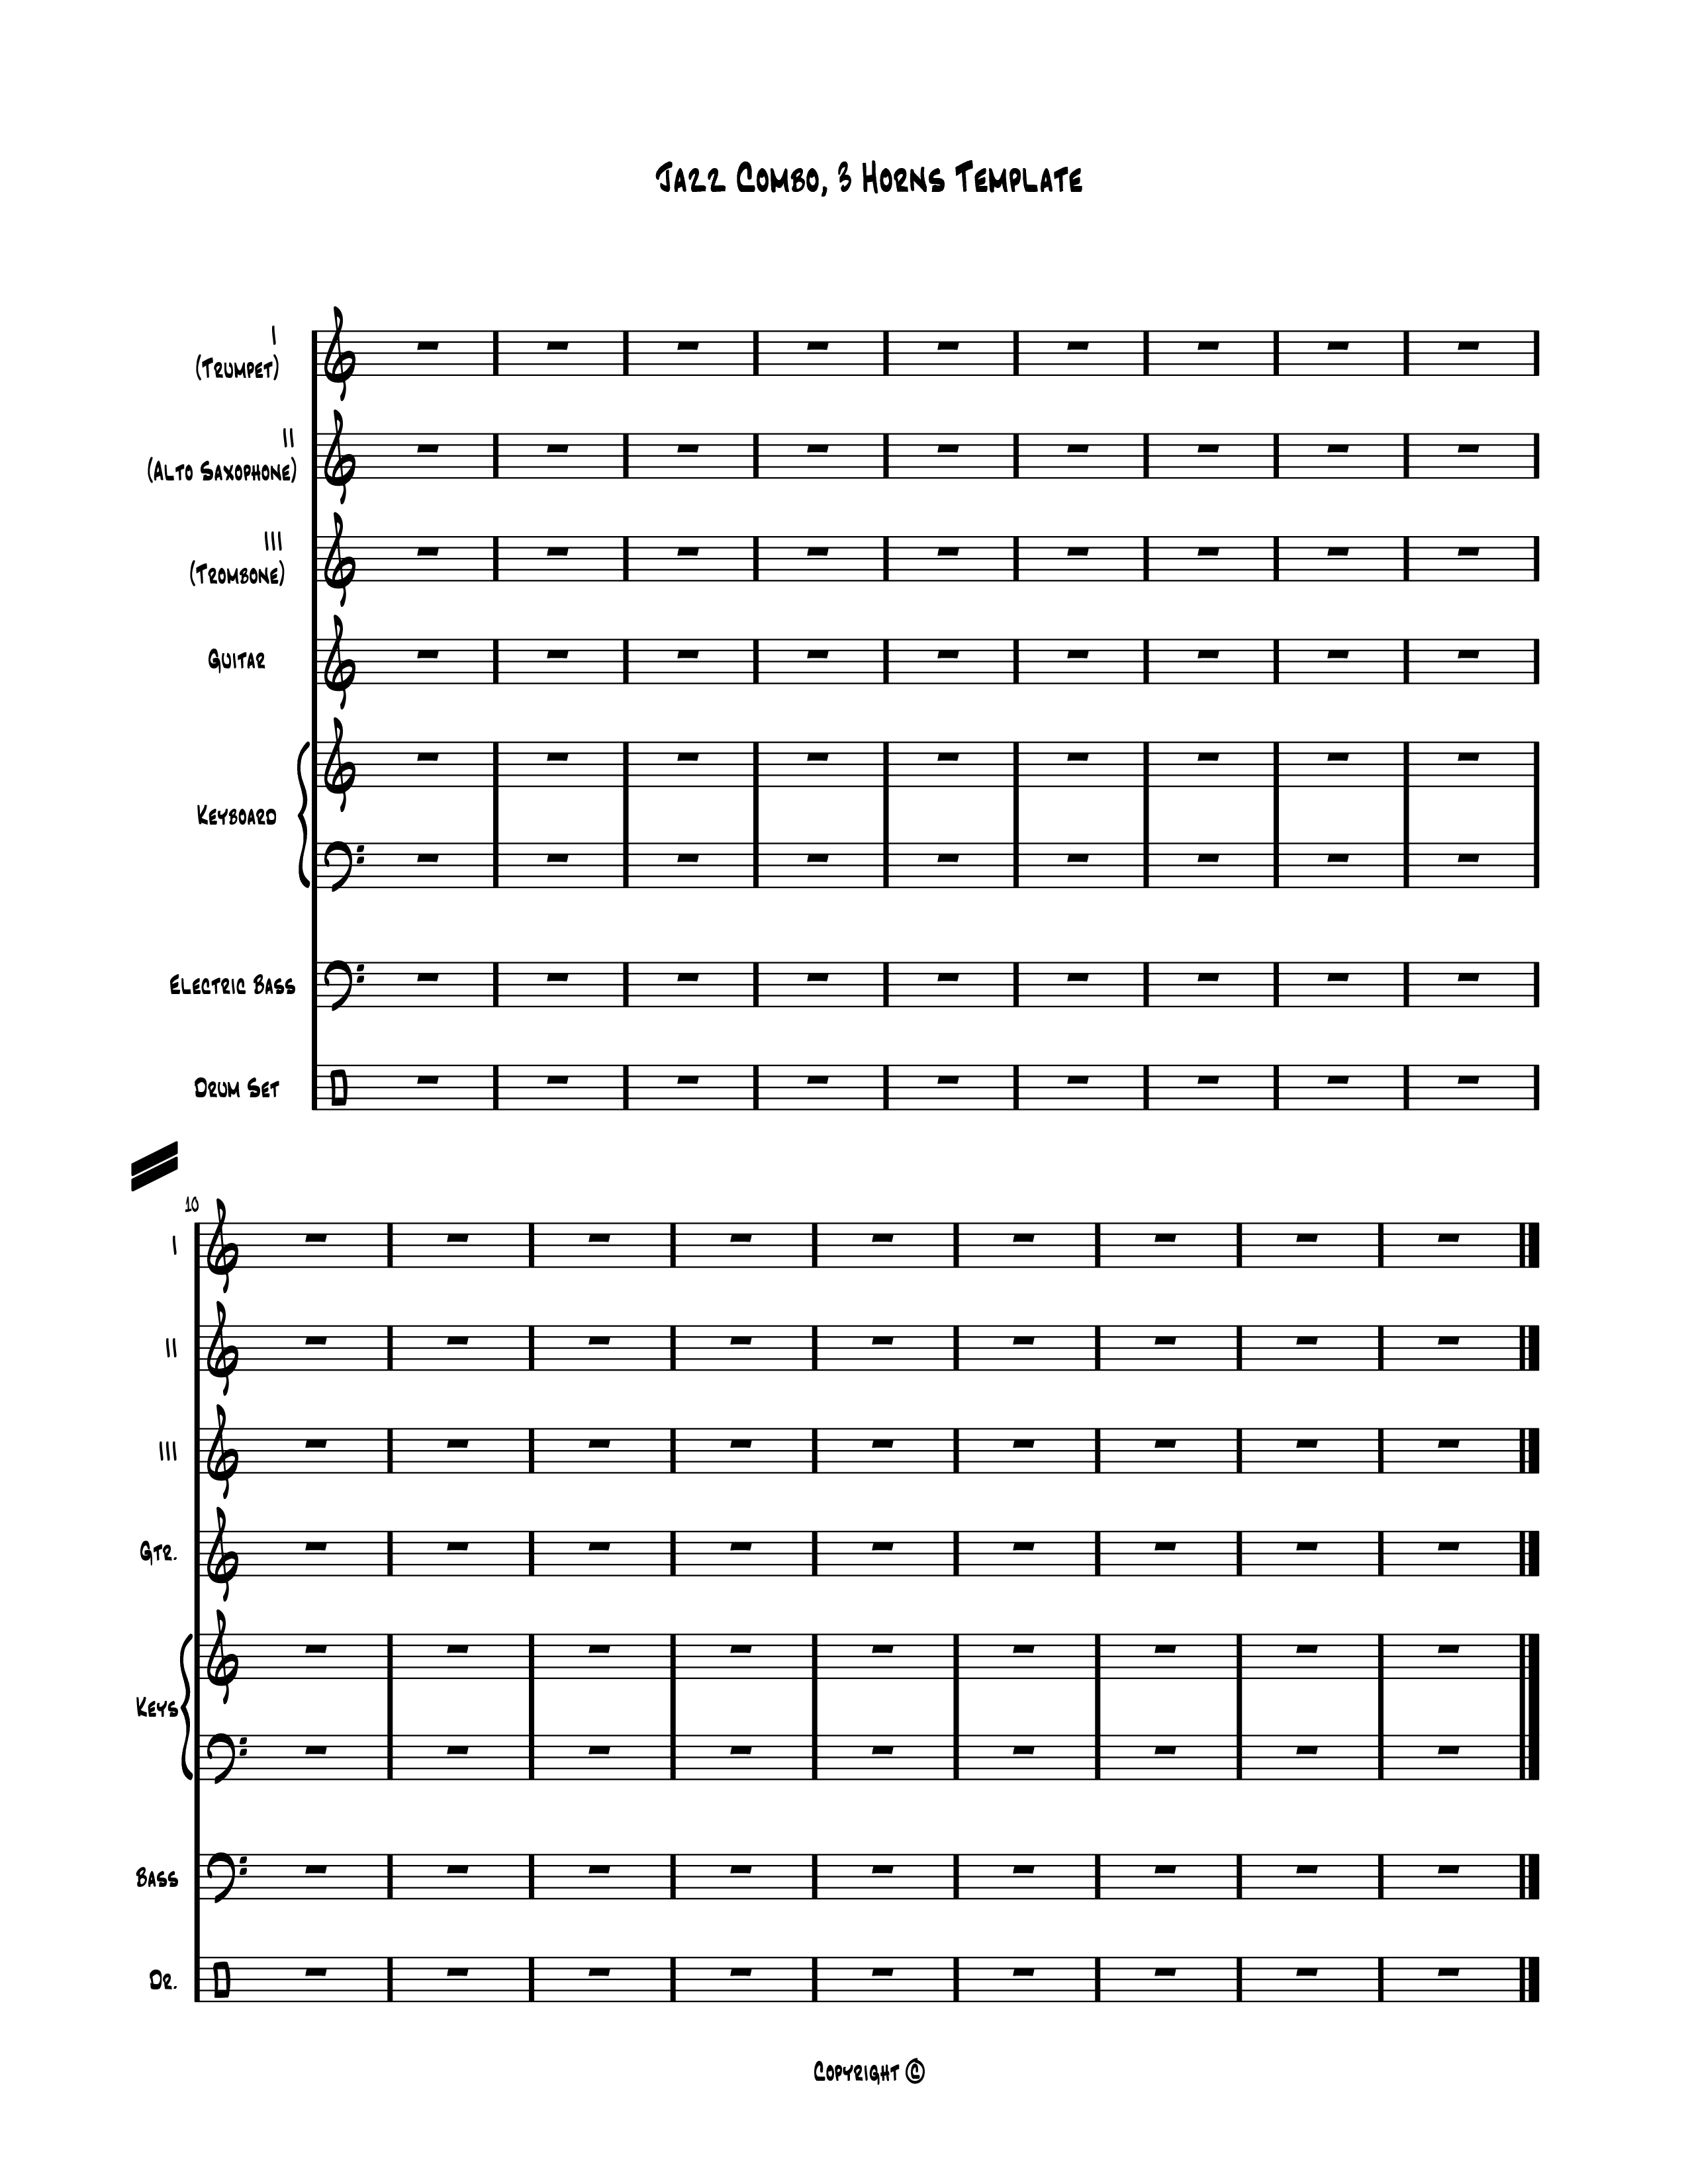 Jazz Combo, 3 Horns Template
I
(Trumpet)
II
(Alto Saxophone)
III
(Trombone)
Guitar
Keyboard
Electric Bass
Drum Set
10
I
II
III
Gtr.
Keys
Bass
Dr.
Copyright ©